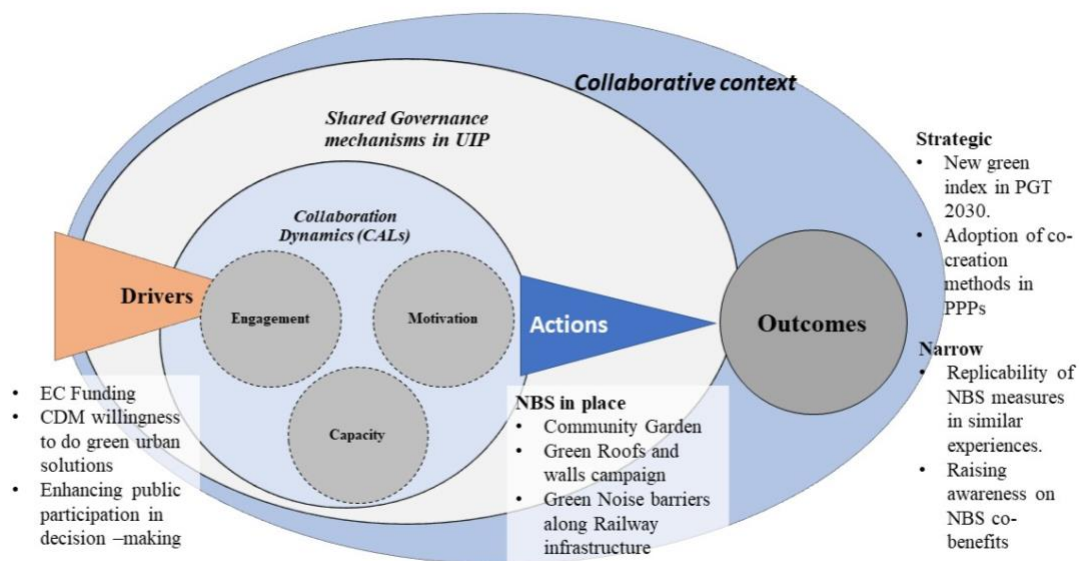 Collaborative context
Shared Governance
mechanisms in UIP
Collaboration
Dynamics (CALs)
Drivers
Engagement
Motivation
Capacity
Actions
Outcomes
• EC Funding
• CDM willingness
to do green urban
solutions
• Enhancing public
participation in
decision –making
NBS in place
• Community Garden
• Green Roofs and
walls campaign
• Green Noise barriers
along Railway
infrastructure
Strategic
• New green
index in PGT
2030.
• Adoption of co-
creation
methods in
PPPs
Narrow
• Replicability of
NBS measures
in similar
experiences.
• Raising
awareness on
NBS co-
benefits